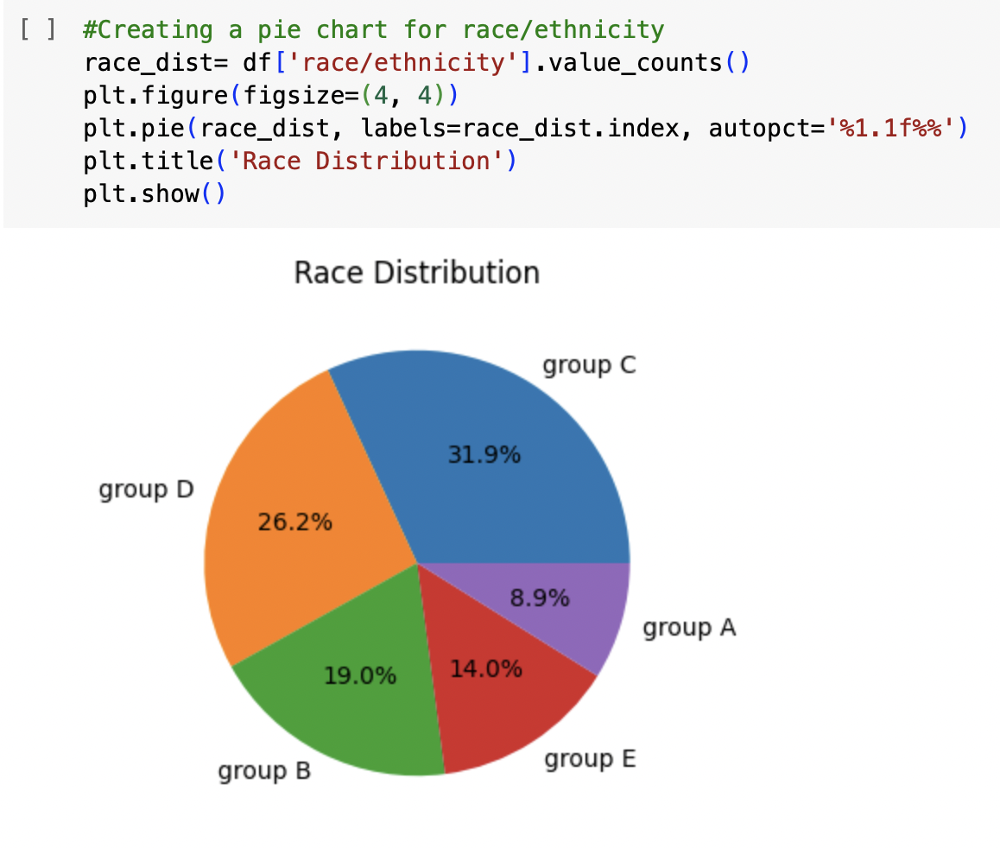 [ ] #Creating a pie chart for race/ethnicity
race_dist= df['race/ethnicity'].value_counts()
plt.figure(figsize=(4, 4))
plt.pie(race_dist, labels=race_dist.index, autopct='%1.1f%%')
plt.title('Race Distribution')
plt.show()
Race Distribution
group C
31.9%
group D
26.2%
8.9%
group A
14.0%
19.0%
group E
group B